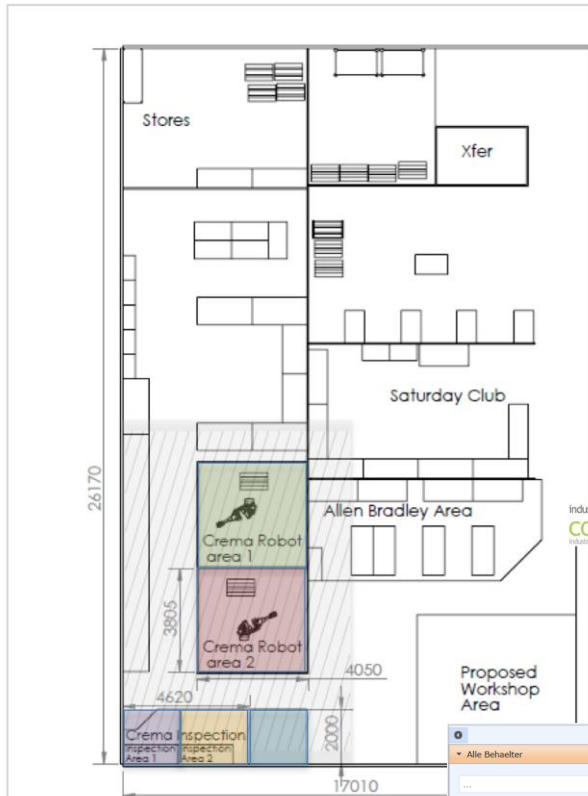 Stores
Xfer
Saturday Club
26170
Allen Bradley Area
Crema Robot
area 1
3805
Crema Robot
area 2
4050
4620
Proposed
Workshop
Area
Crema Inspection
Inspection
Area 1
Inspection
Area 2
2000
Alle Behaelter
...
17010